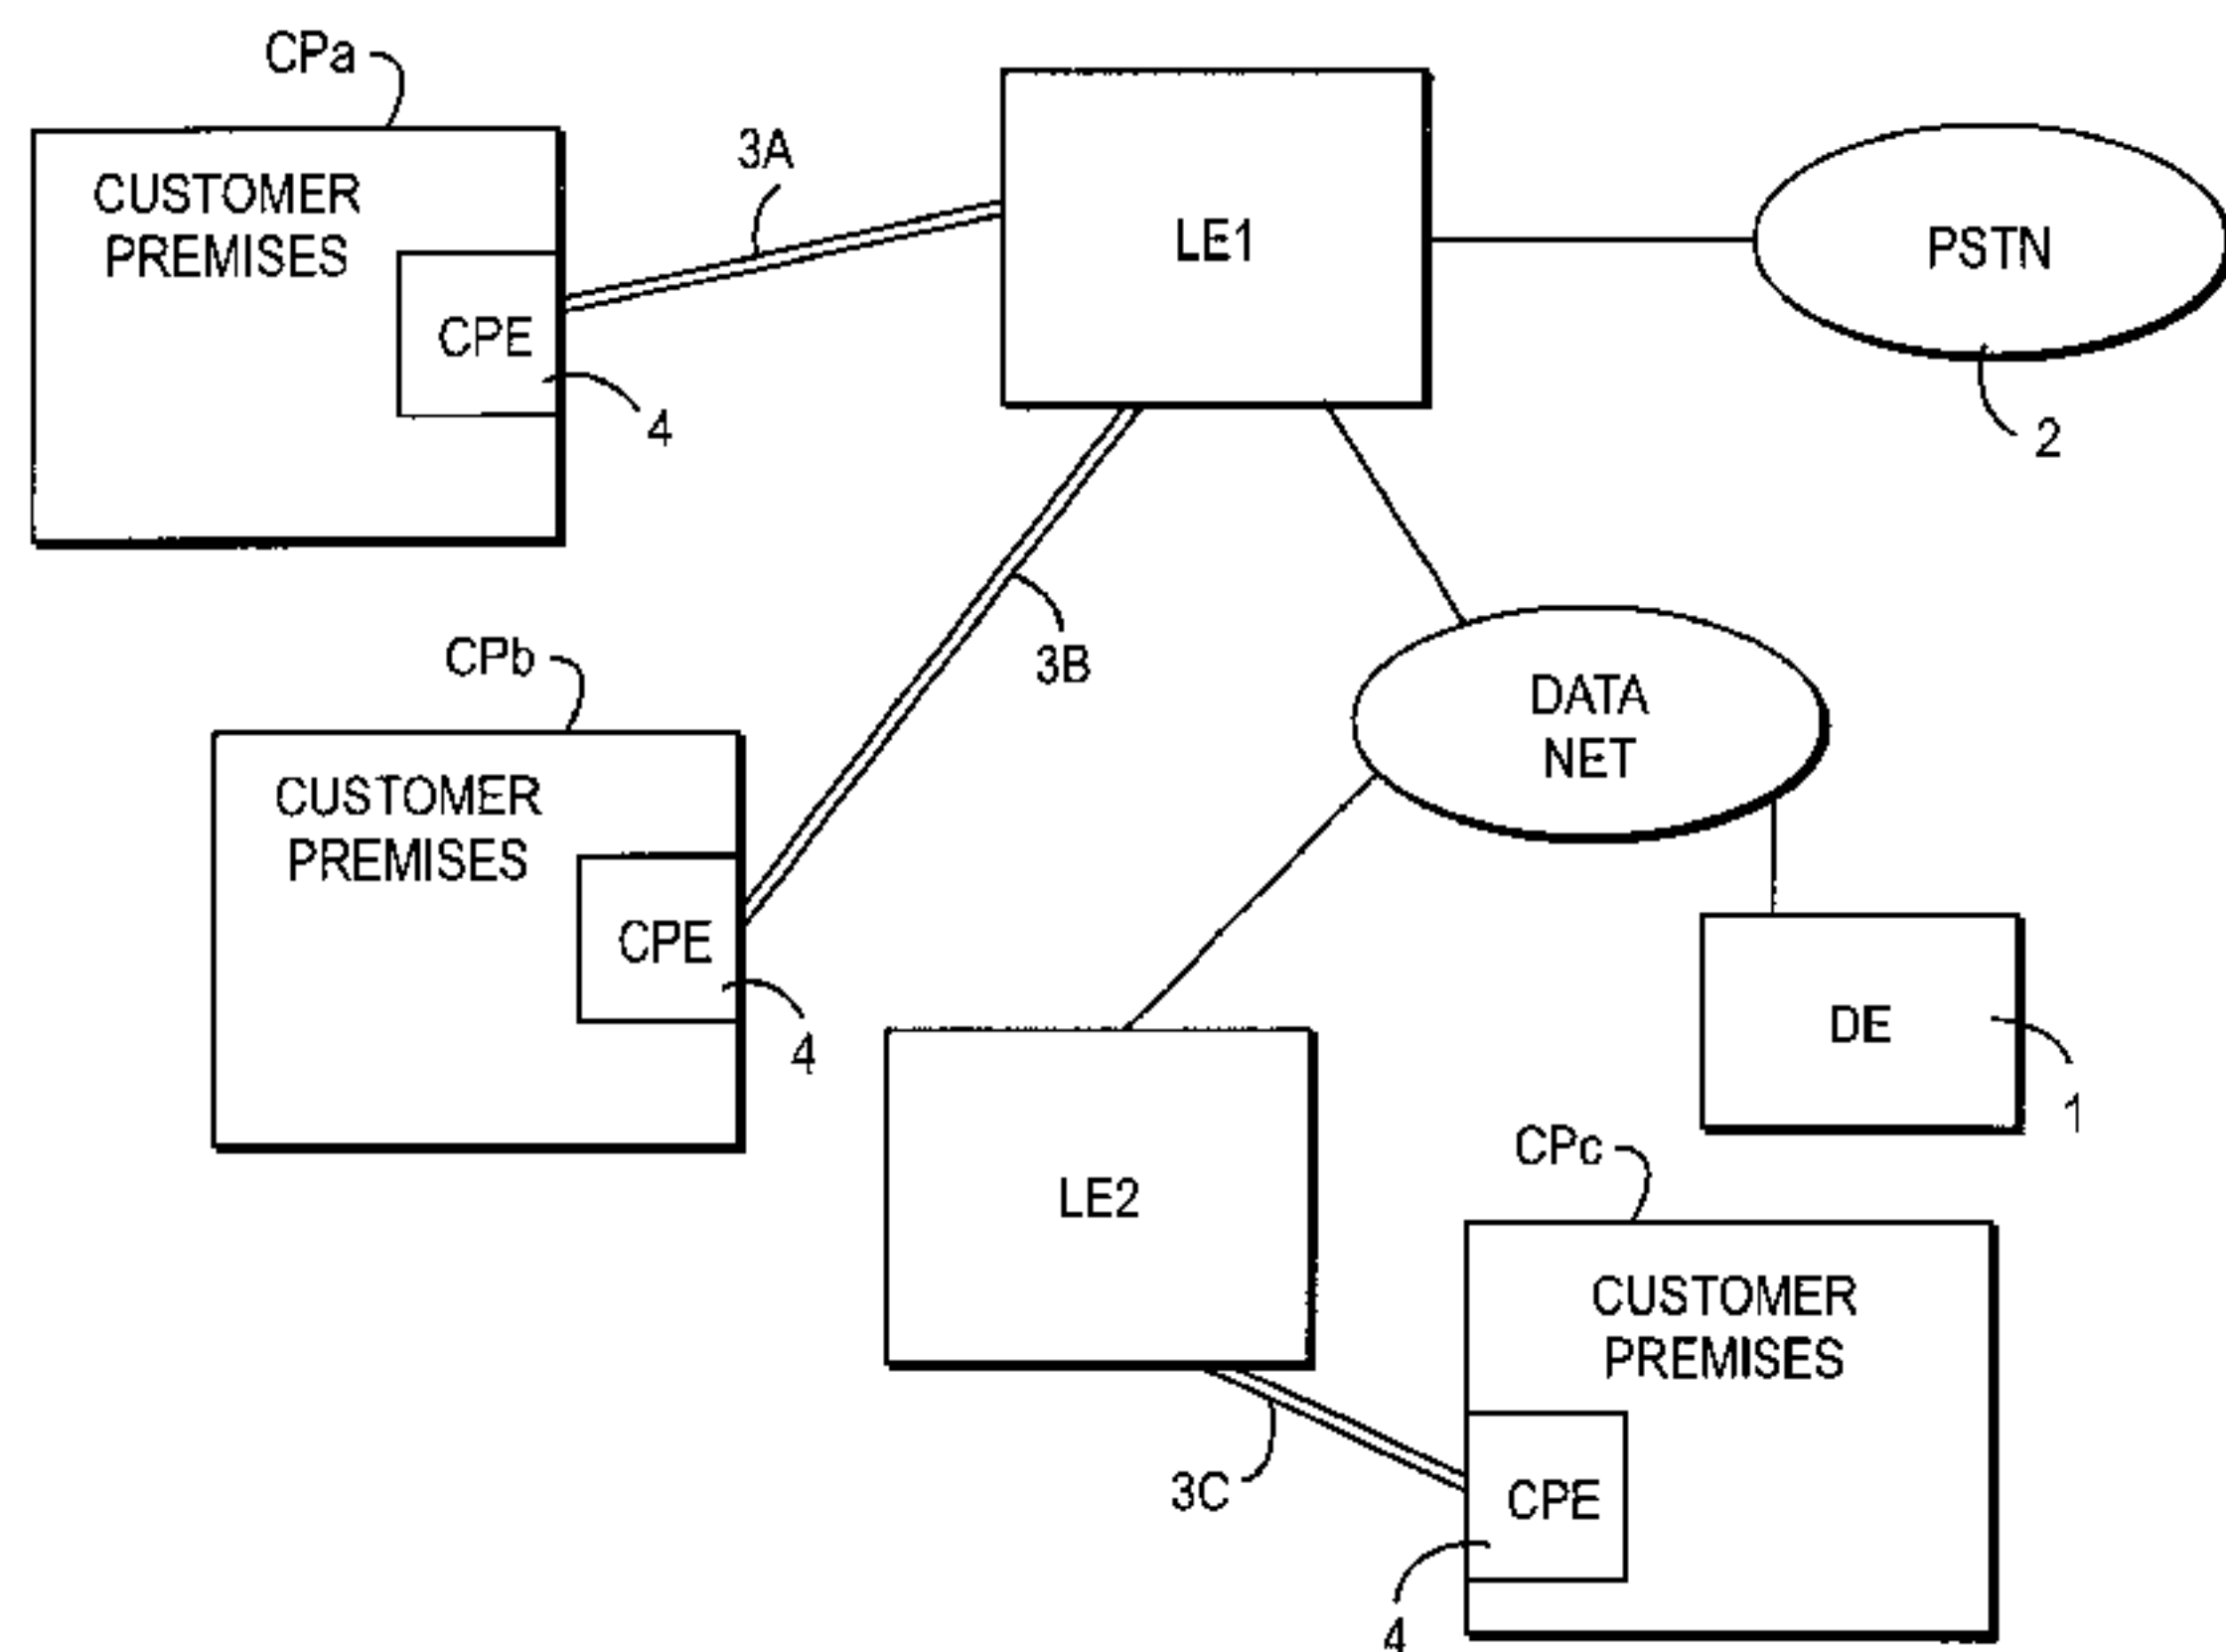 CPa
CUSTOMER
PREMISES
CPE
4
3A
LE1
PSTN
2
CPb
CUSTOMER
PREMISES
CPE
4
3B
DATA
NET
DE
1
LE2
CPc
CUSTOMER
PREMISES
3C
CPE
4